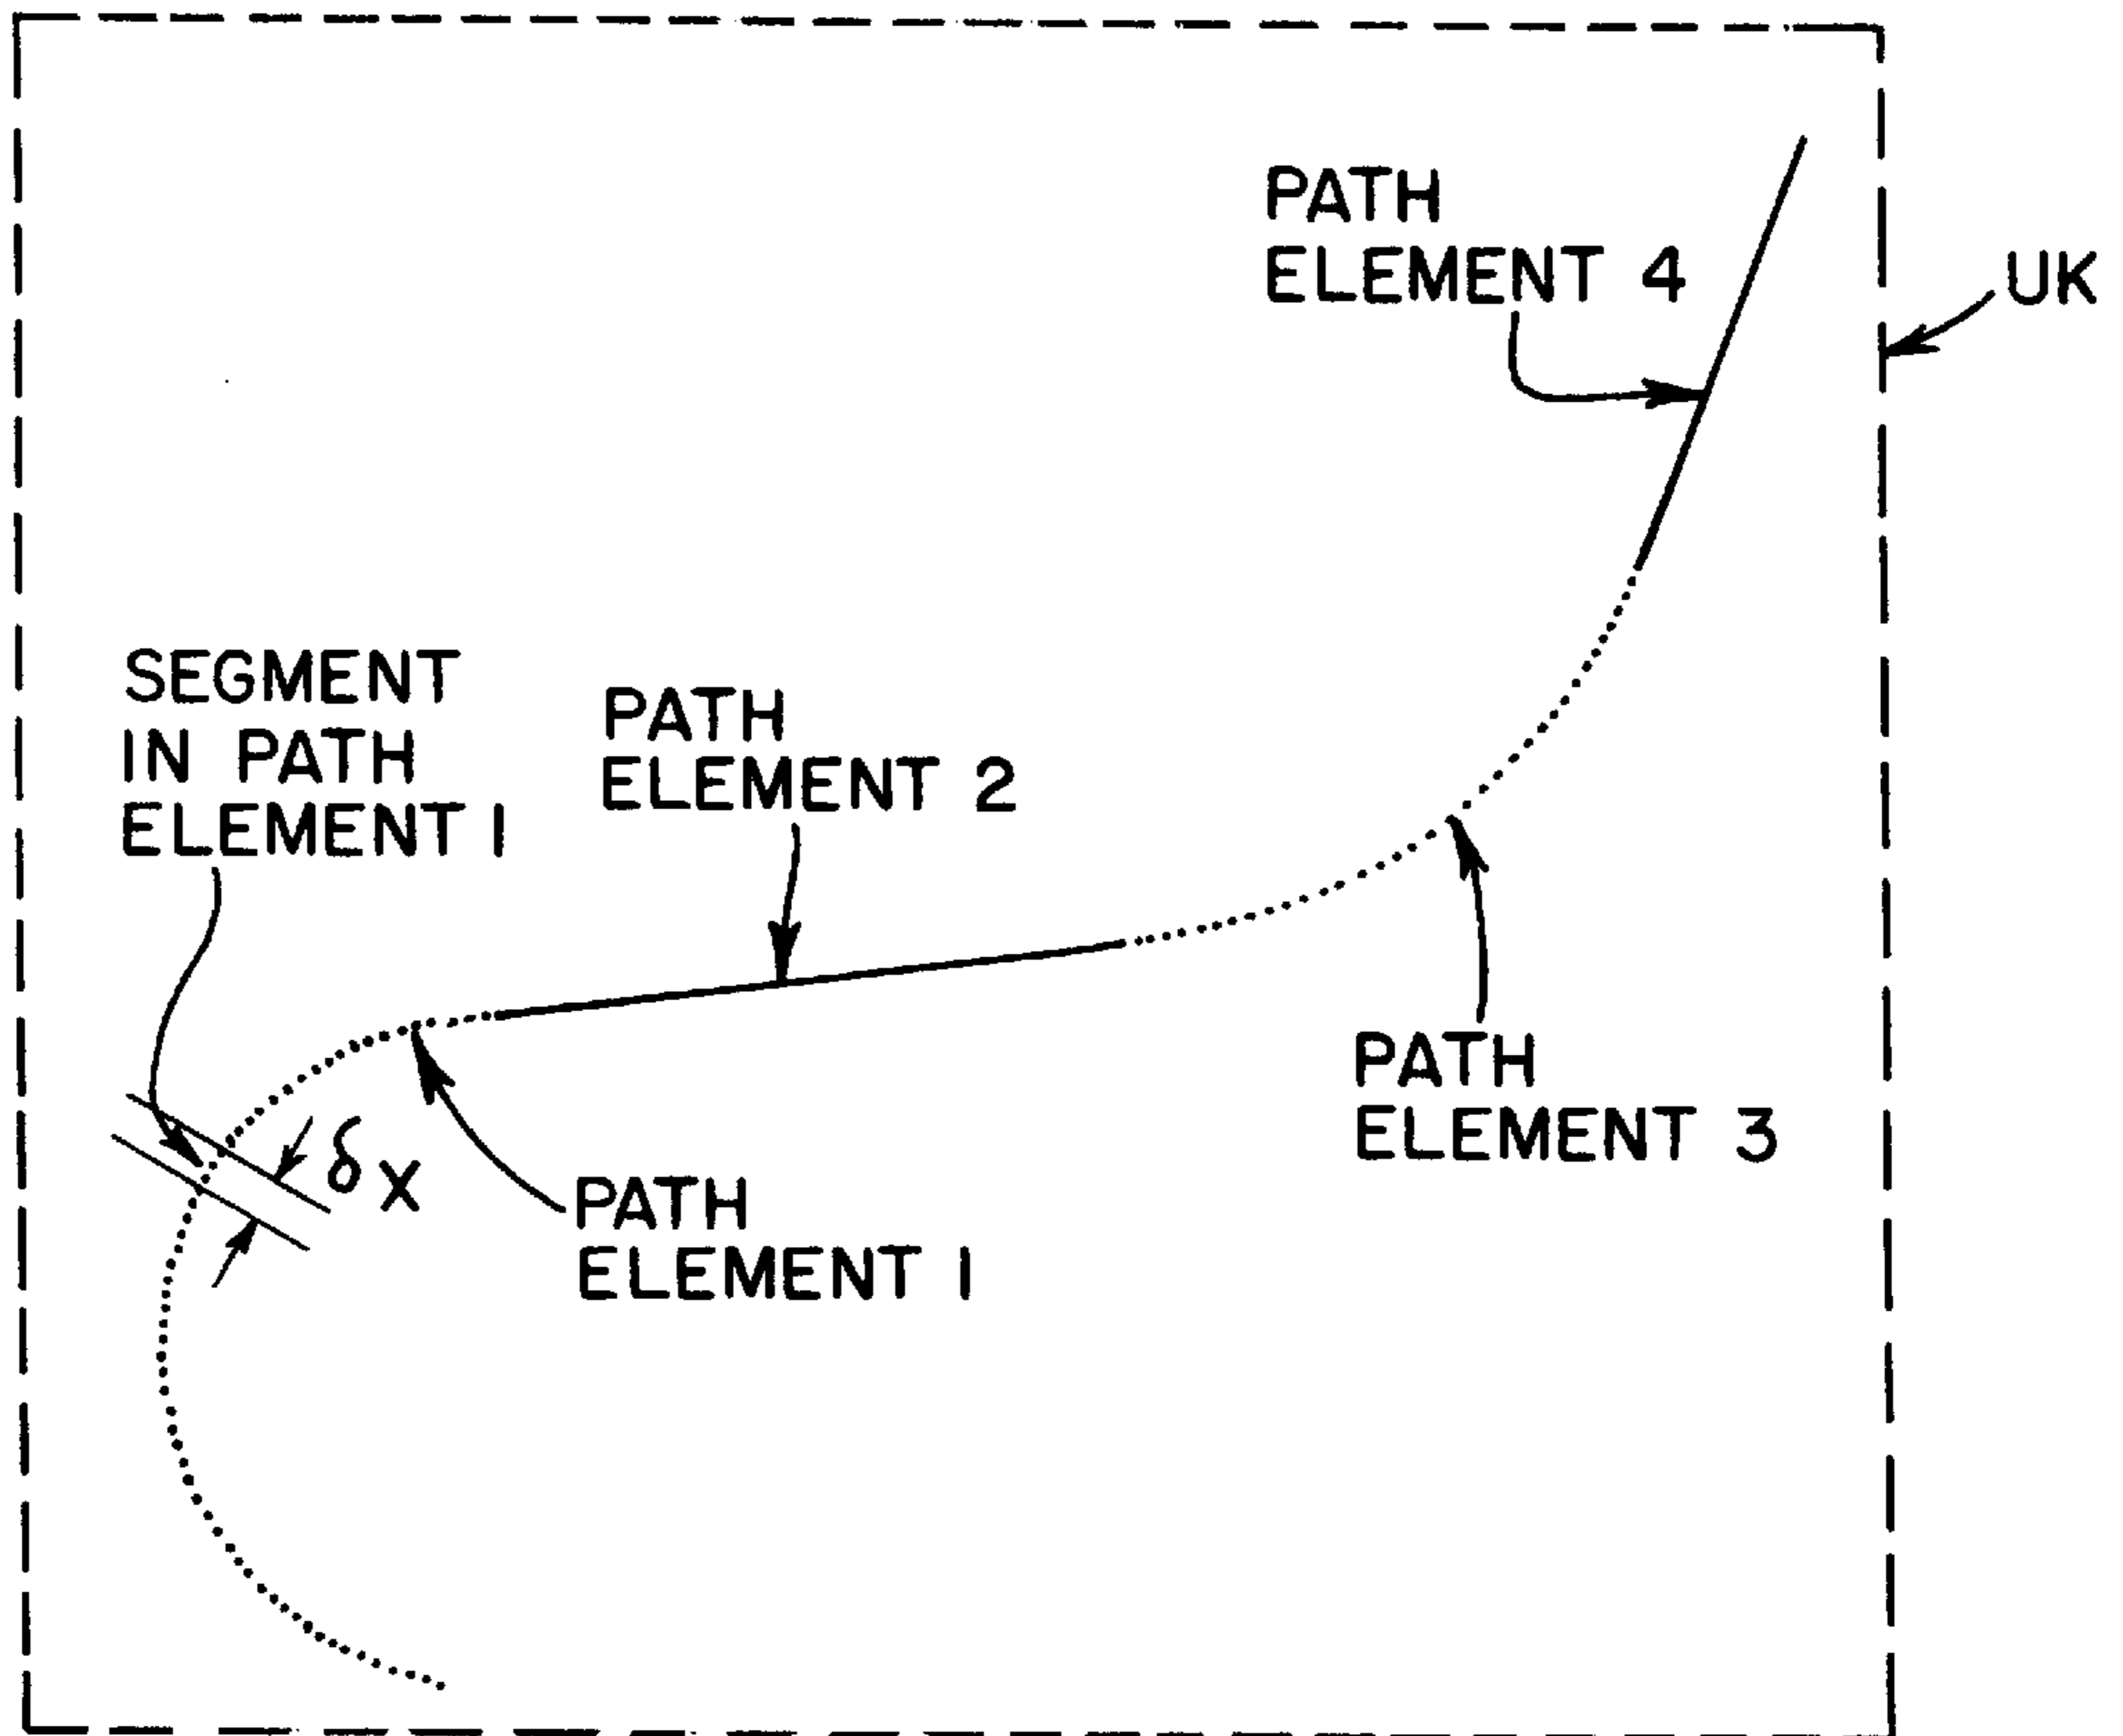 PATH
ELEMENT 4
UK
SEGMENT
IN PATH
ELEMENT 1
PATH
ELEMENT 2
PATH
ELEMENT 3
δx
PATH
ELEMENT 1